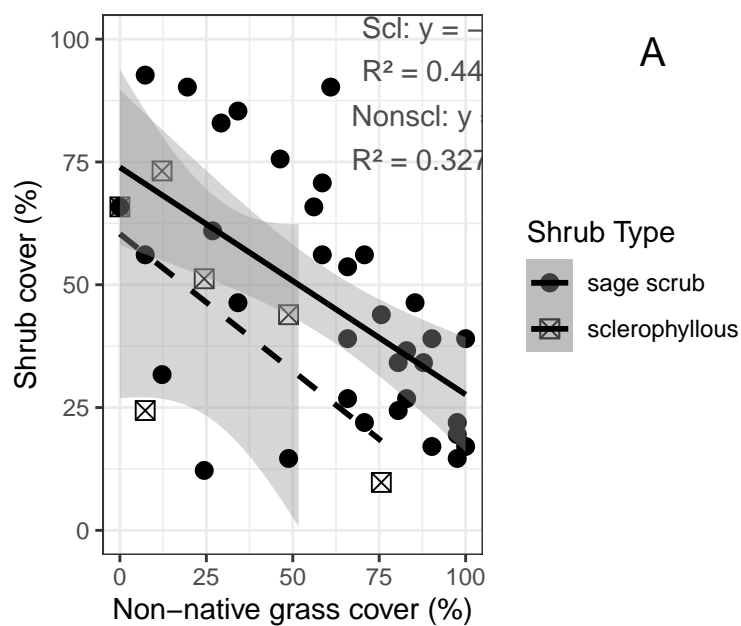 Scl: y = −
R² = 0.44
Nonscl: y
R² = 0.327
A
100
75
50
25
0
Shrub cover (%)
0 25 50 75 100
Non−native grass cover (%)
Shrub Type
sage scrub
sclerophyllous